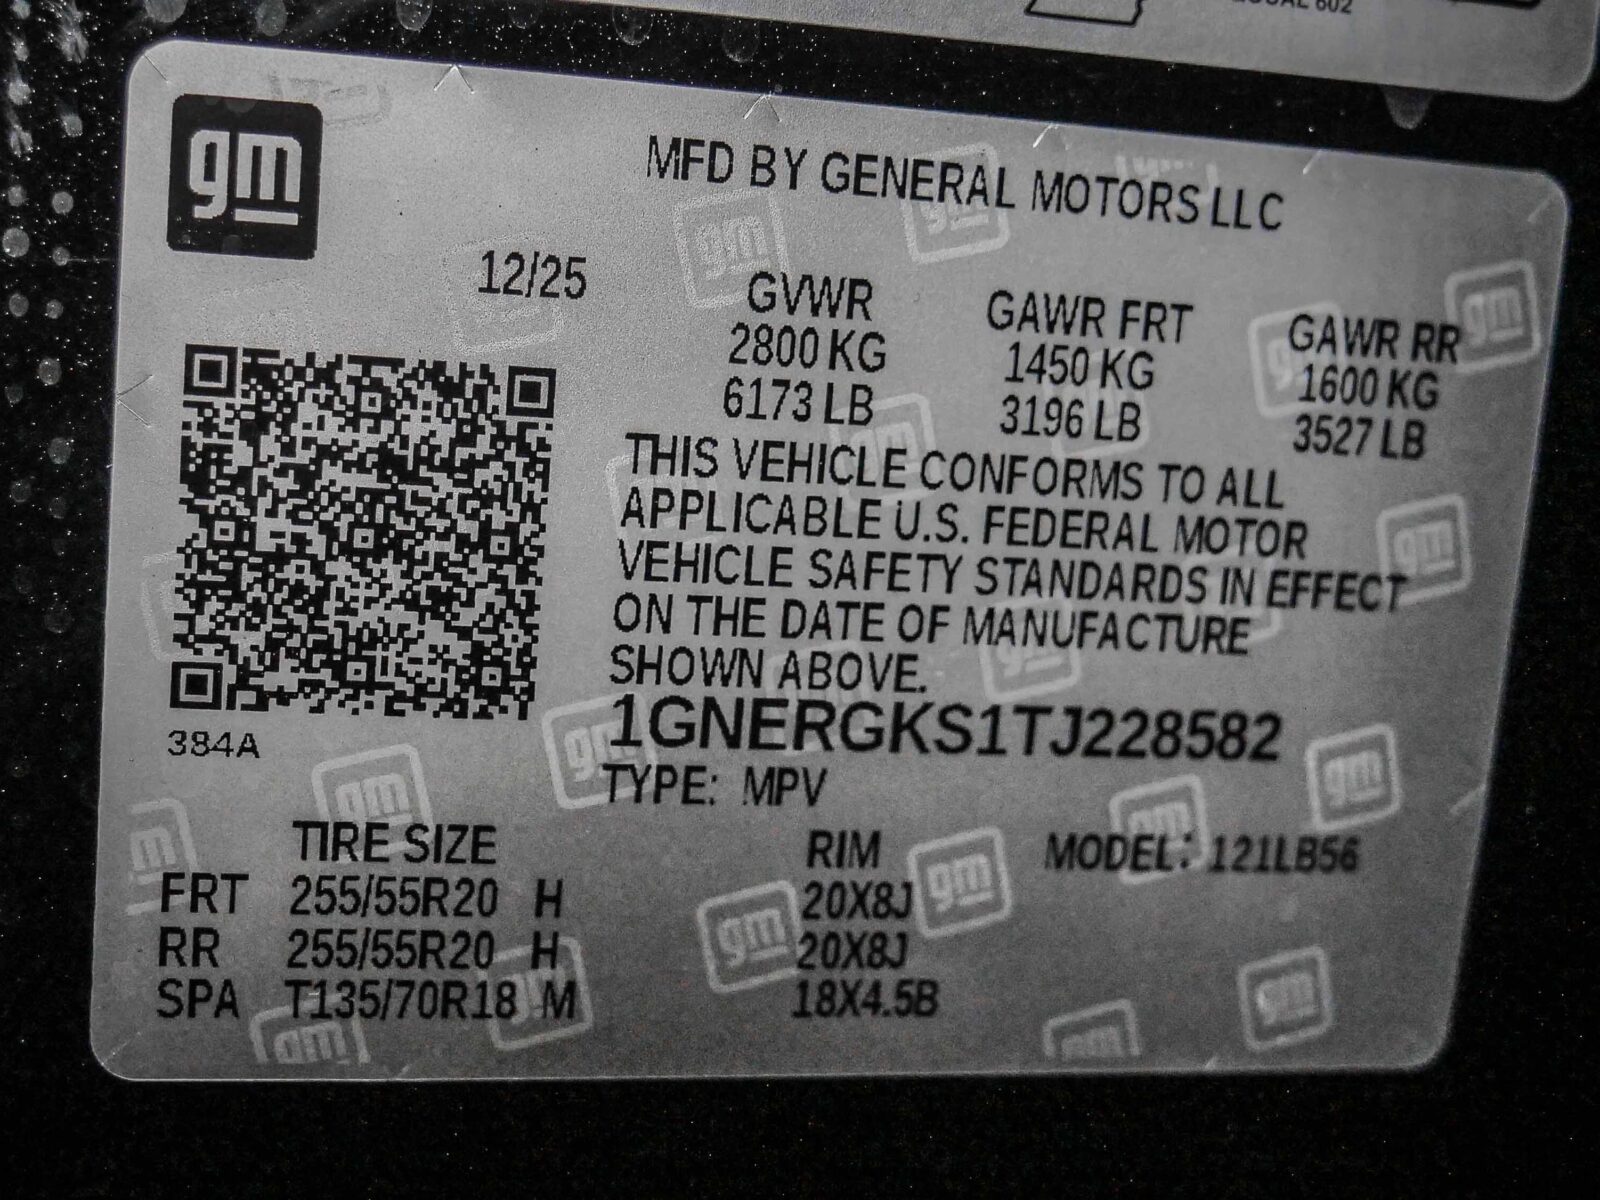 LOCAL 602
gm
MFD BY GENERAL MOTORS LLC
12/25
GVWR GAWR FRT GAWR RR
2800 KG 1450 KG 1600 KG
6173 LB 3196 LB 3527 LB
THIS VEHICLE CONFORMS TO ALL
APPLICABLE U.S. FEDERAL MOTOR
VEHICLE SAFETY STANDARDS IN EFFECT
ON THE DATE OF MANUFACTURE
SHOWN ABOVE.
1GNERGKS1TJ228582
384A
TYPE: MPV
TIRE SIZE RIM MODEL: 121LB56
FRT 255/55R20 H 20X8J
RR 255/55R20 H 20X8J
SPA T135/70R18 M 18X4.5B